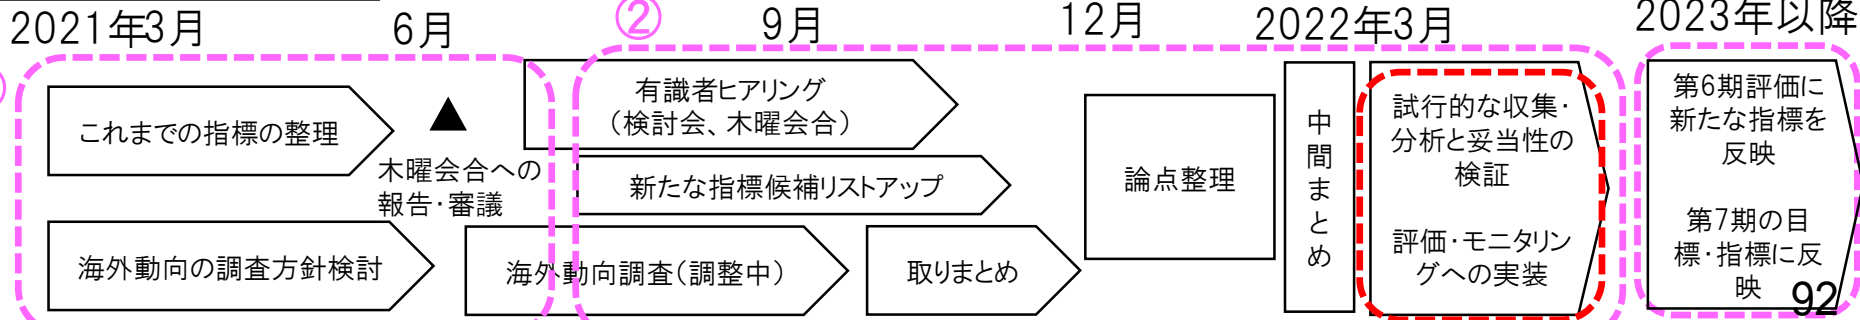 2021年3月
6月
②
9月
12月
2022年3月
2023年以降
これまでの指標の整理
木曜会合への
報告・審議
海外動向の調査方針検討
有識者ヒアリング
（検討会、木曜会合）
新たな指標候補リストアップ
海外動向調査（調整中）
取りまとめ
論点整理
中間まとめ
試行的な収集・
分析と妥当性の
検証
評価・モニタリン
グへの実装
第6期評価に
新たな指標を
反映
第7期の目
標・指標に反
映
92